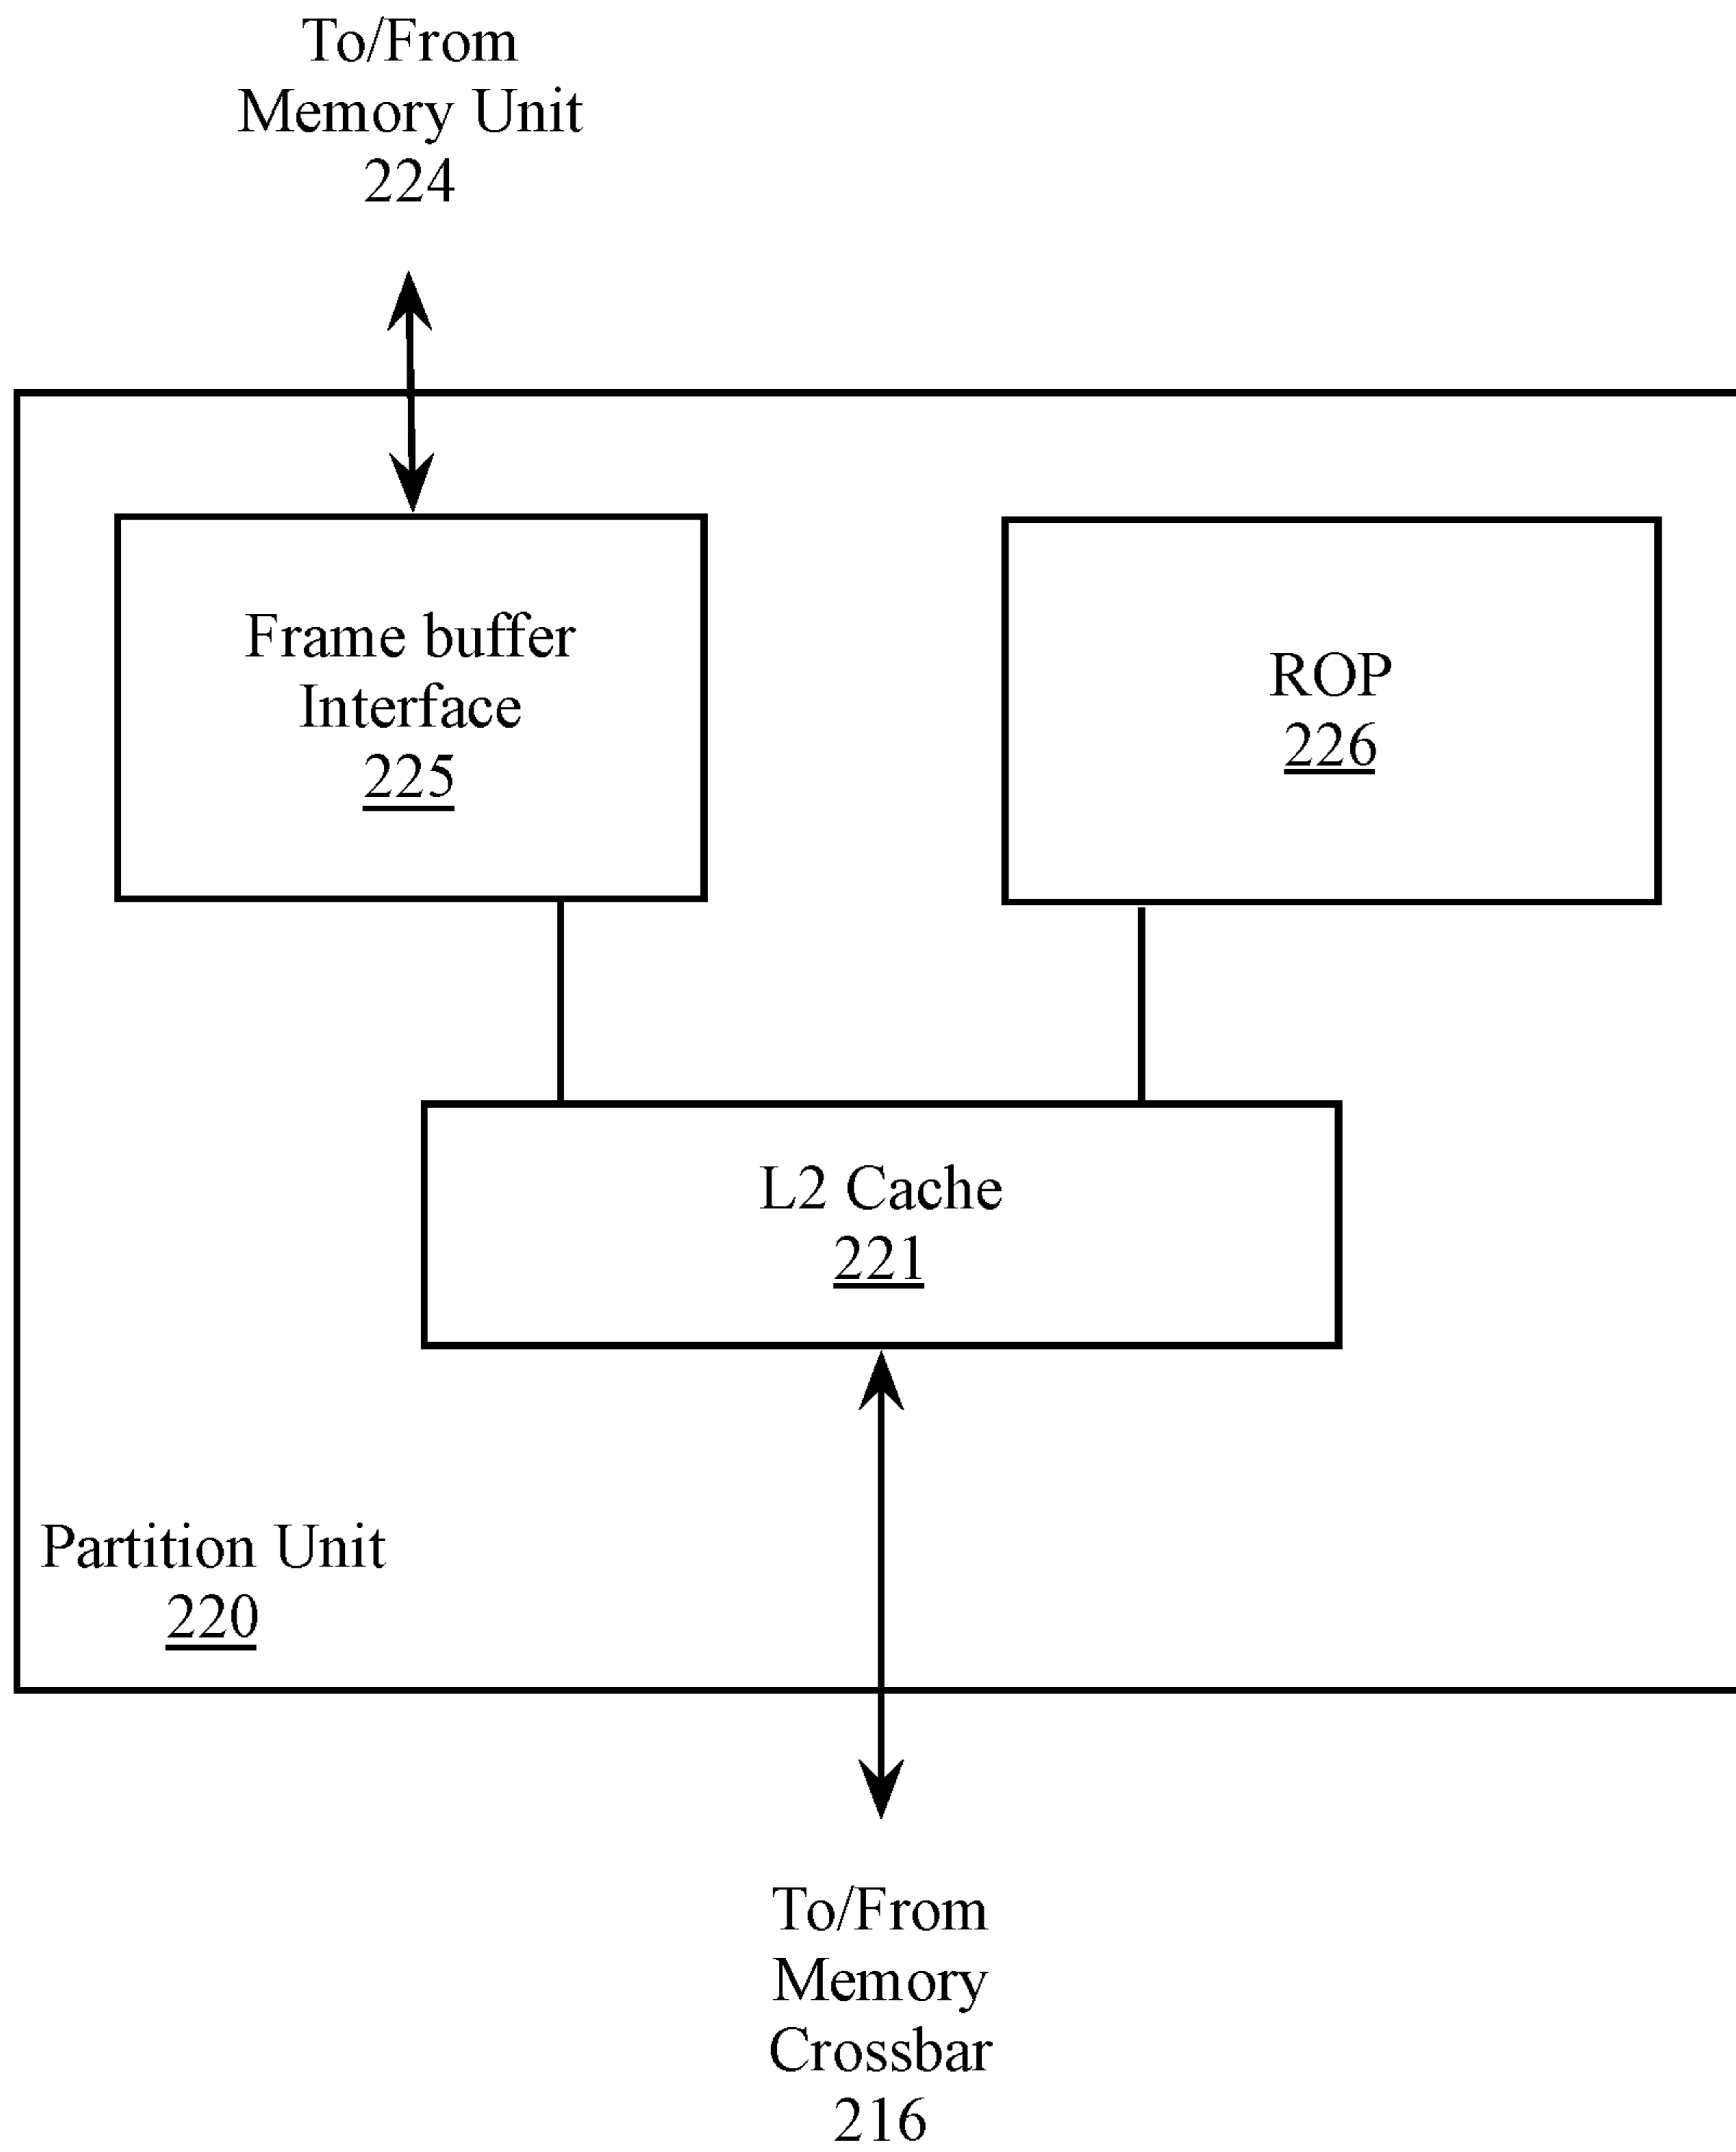 To/From
Memory Unit
224
Frame buffer
Interface
225
ROP
226
L2 Cache
221
Partition Unit
220
To/From
Memory
Crossbar
216